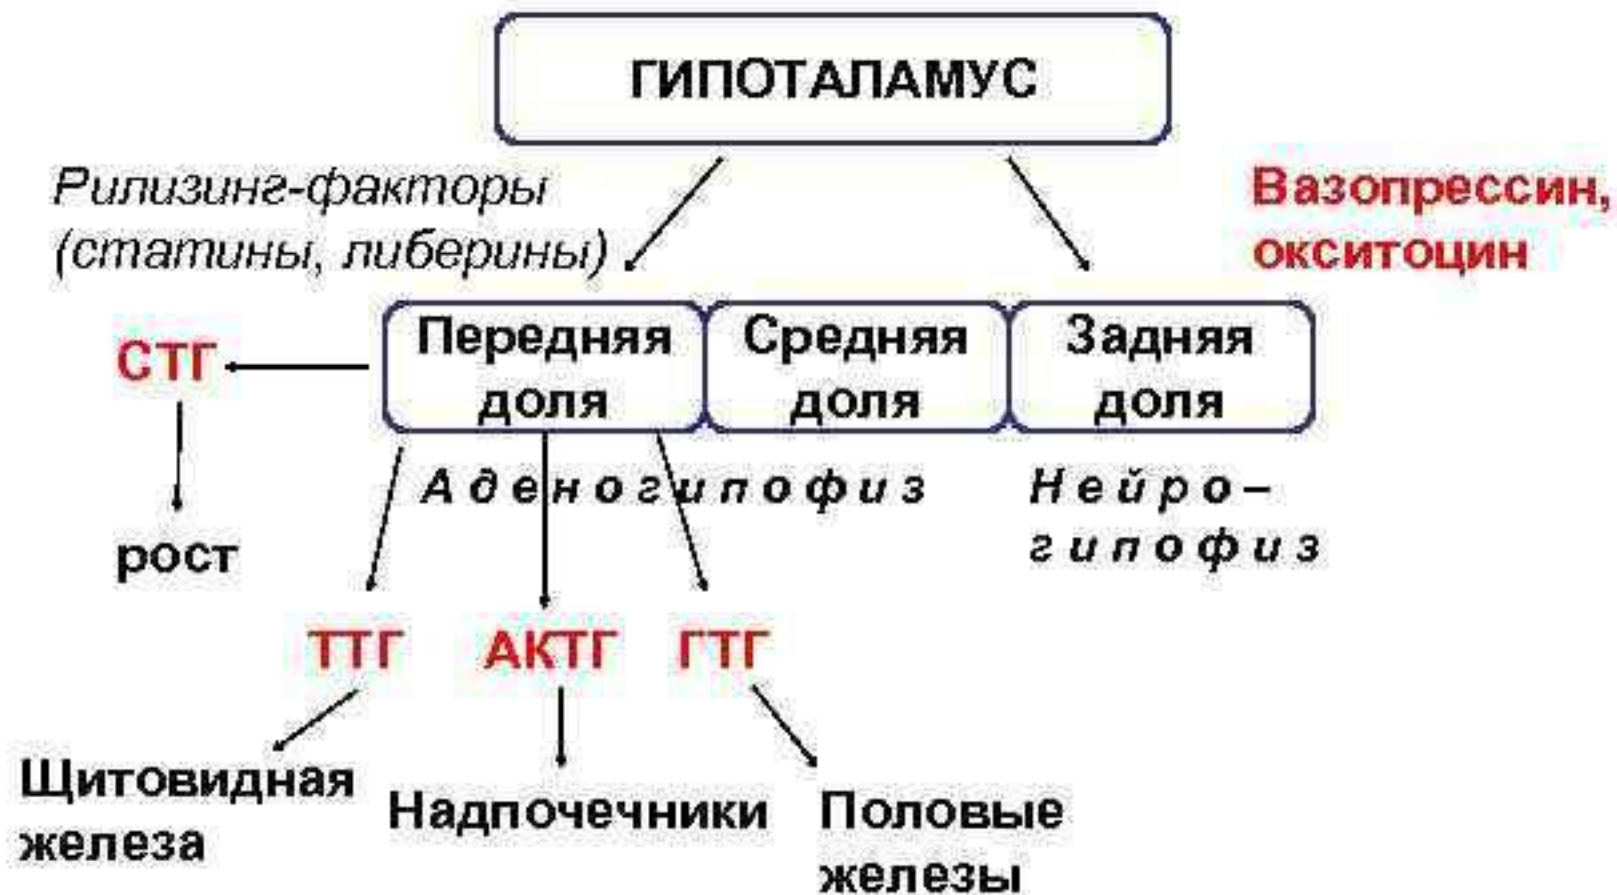 ГИПОТАЛАМУС
Рилизинг-факторы
(статины, либерины)
Вазопрессин,
окситоцин
СТГ
рост
Передняя
доля
Средняя
доля
Задняя
доля
Аденогипофиз
Нейро-
гипофиз
ТТГ
АКТГ
ГТГ
Щитовидная
железа
Надпочечники
Половые
железы